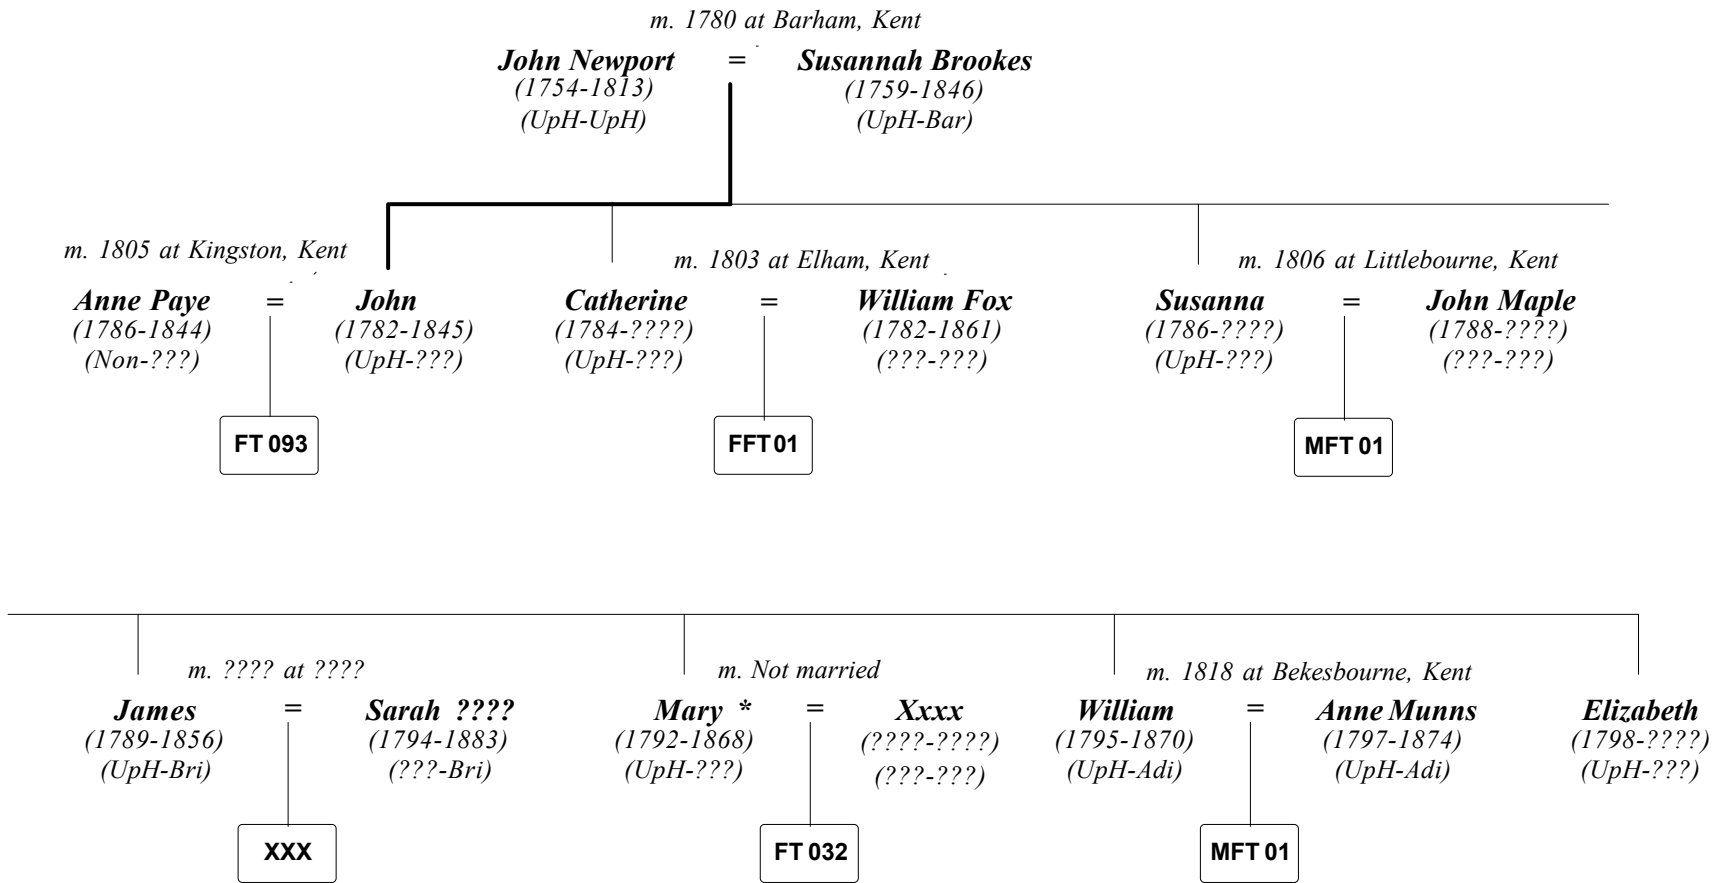 m. 1780 at Barham, Kent
John Newport = Susannah Brookes
(1754-1813) (1759-1846)
(UpH-UpH) (UpH-Bar)
m. 1805 at Kingston, Kent m. 1803 at Elham, Kent m. 1806 at Littlebourne, Kent
Anne Paye = John Catherine = William Fox Susanna = John Maple
(1786-1844) (1782-1845) (1784-????) (1782-1861) (1786-????) (1788-????)
(Non-???) (UpH-???) (UpH-???) (???-???) (UpH-???) (???-???)
FT 093 FFT 01 MFT 01
m. ???? at ???? m. Not married m. 1818 at Bekesbourne, Kent
James = Sarah ???? Mary * = Xxxx William = Anne Munns Elizabeth
(1789-1856) (1794-1883) (1792-1868) (????-????) (1795-1870) (1797-1874) (1798-????)
(UpH-Bri) (???-Bri) (UpH-???) (???-???) (UpH-Adi) (UpH-Adi) (UpH-???)
XXX FT 032 MFT 01